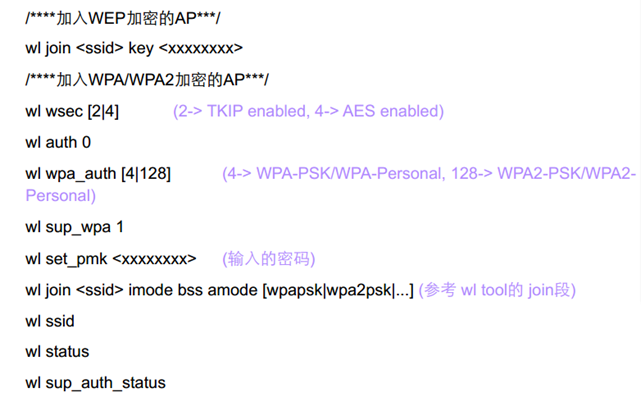 /****加入WEP加密的AP***/
wl join <ssid> key <xxxxxxxx>
/****加入WPA/WPA2加密的AP***/
wl wsec [2|4] (2-> TKIP enabled, 4-> AES enabled)
wl auth 0
wl wpa_auth [4|128] (4-> WPA-PSK/WPA-Personal, 128-> WPA2-PSK/WPA2-
Personal)
wl sup_wpa 1
wl set_pmk <xxxxxxxx> (输入的密码)
wl join <ssid> imode bss amode [wpapsk|wpa2psk|...] (参考 wl tool的 join段)
wl ssid
wl status
wl sup_auth_status